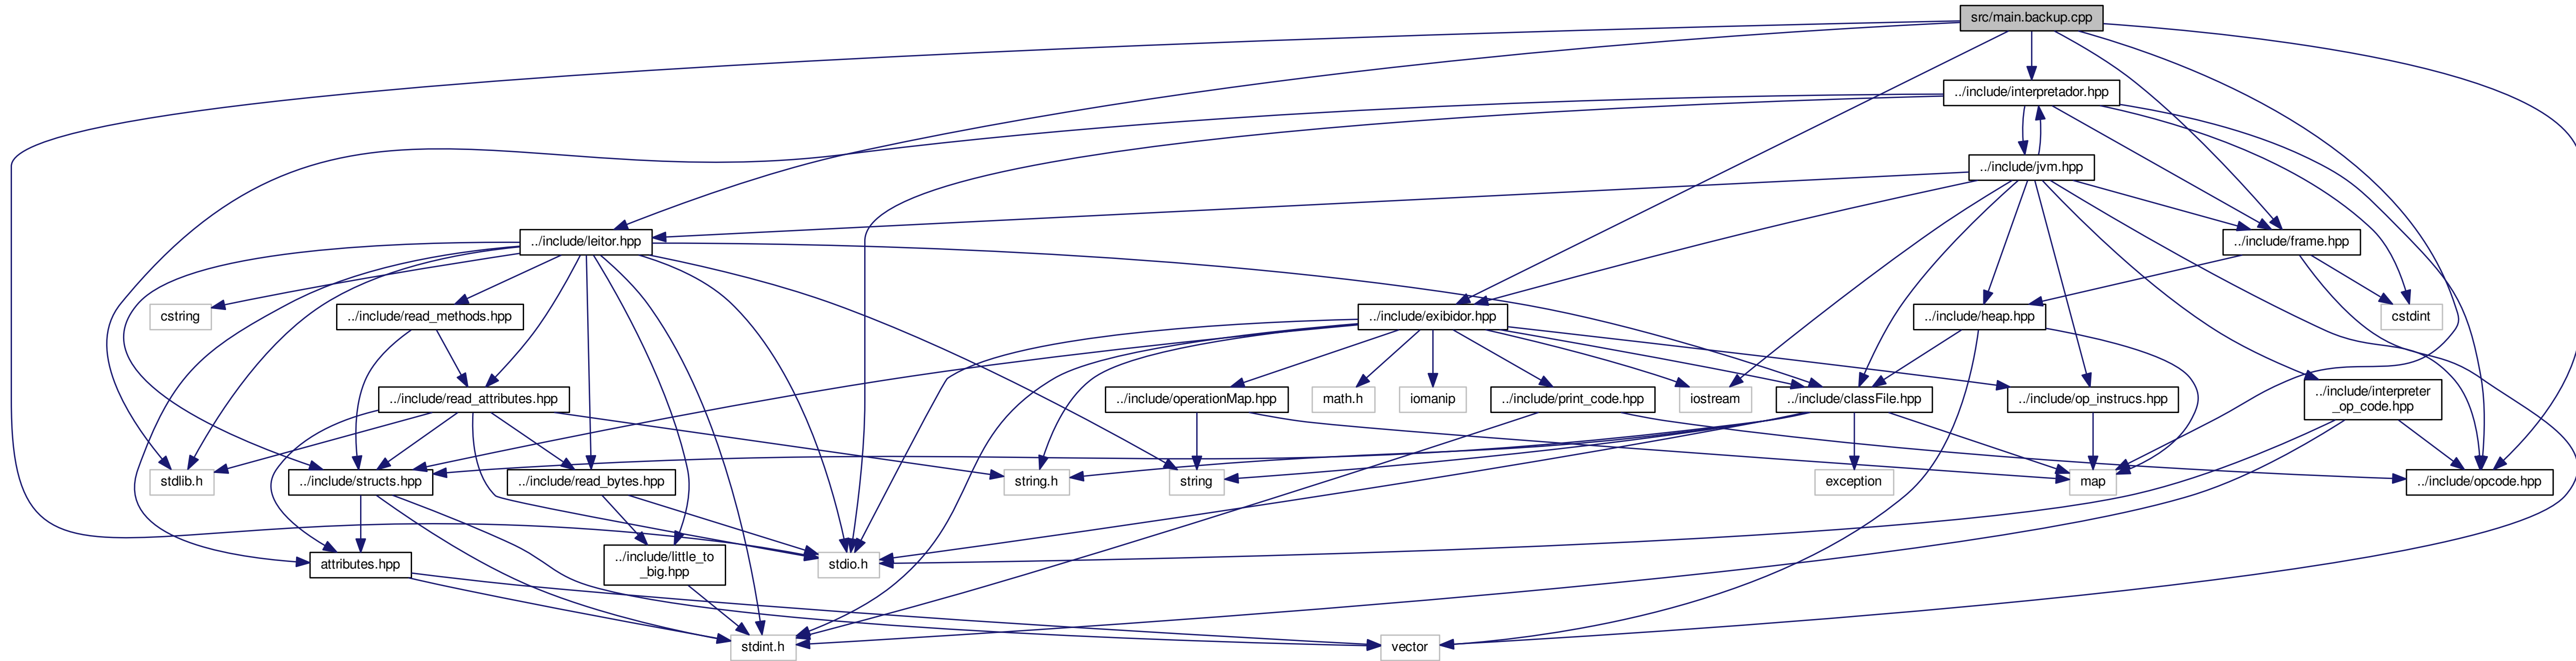 src/main.backup.cpp
../include/interpretador.hpp
../include/jvm.hpp
../include/leitor.hpp
../include/frame.hpp
cstring
../include/read_methods.hpp
../include/exibidor.hpp
../include/heap.hpp
cstdint
../include/read_attributes.hpp
../include/operationMap.hpp
math.h
iomanip
../include/print_code.hpp
iostream
../include/classFile.hpp
../include/op_instrucs.hpp
../include/interpreter
_op_code.hpp
stdlib.h
../include/structs.hpp
../include/read_bytes.hpp
string.h
string
exception
map
../include/opcode.hpp
attributes.hpp
../include/little_to
_big.hpp
stdio.h
stdint.h
vector